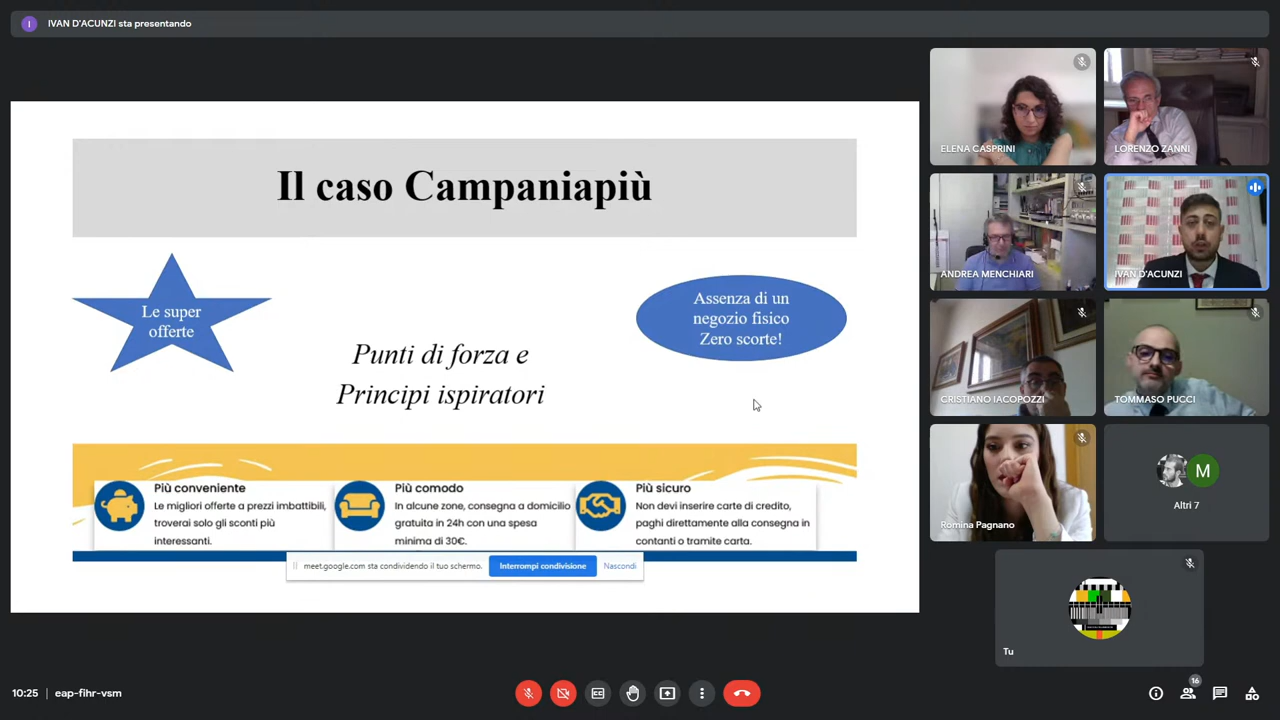 I
IVAN D'ACUNZI sta presentando
Il caso Campaniapiù
Le super
offerte
Punti di forza e
Principi ispiratori
Assenza di un
negozio fisico
Zero scorte!
Più conveniente
Le migliori offerte a prezzi imbattibili,
troverai solo gli sconti più
interessanti.
Più comodo
In alcune zone, consegna a domicilio
gratuita in 24h con una spesa
minima di 30€.
Più sicuro
Non devi inserire carte di credito,
paghi direttamente alla consegna in
contanti o tramite carta.
meet.google.com sta condividendo il tuo schermo.
Interrompi condivisione
Nascondi
ELENA CASPRINI
LORENZO ZANNI
ANDREA MENCHIARI
IVAN D'ACUNZI
CRISTIANO IACOPOZZI
TOMMASO PUCCI
Romina Pagnano
M
Altri 7
Tu
10:25 | eap-fihr-vsm
16